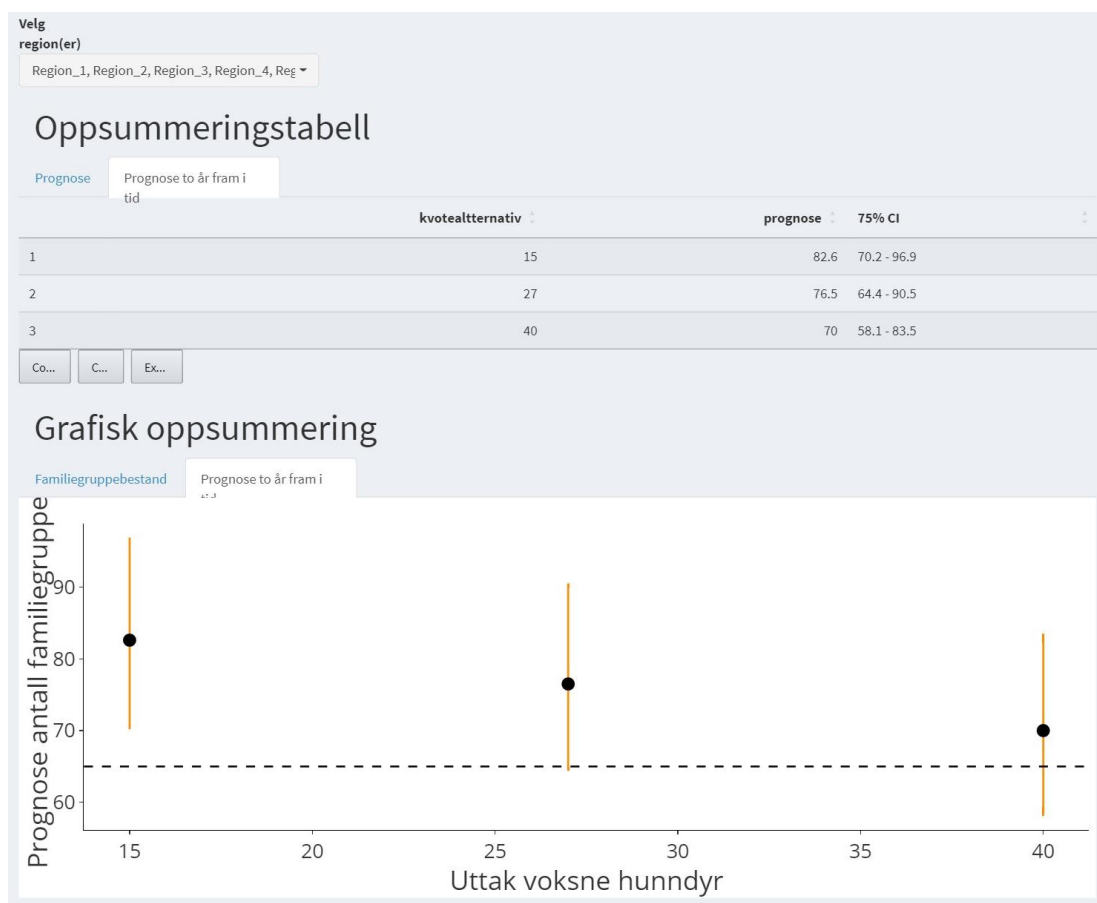 Velg
region(er)
Region_1, Region_2, Region_3, Region_4, Reg
Oppsummeringstabell
Prognose
Prognose to år fram i
tid
kvotealtternativ prognose 75% CI
1 15 82.6 70.2 - 96.9
2 27 76.5 64.4 - 90.5
3 40 70 58.1 - 83.5
Co... C... Ex...
Grafisk oppsummering
Familiegruppebestand
Prognose to år fram i
Prognose antall familiegruppe
90
80
70
60
15 20 25 30 35 40
Uttak voksne hunndyr